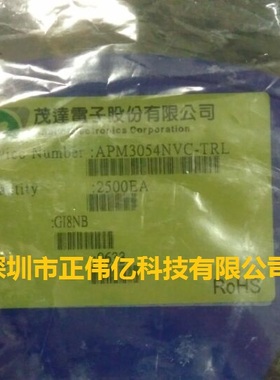 茂達電子股份有限公司
Electronics Corporation
Number :APM3054NVC-TRL
:2500EA
:GI8NB
深圳市正伟亿科技有限公司
RoHS